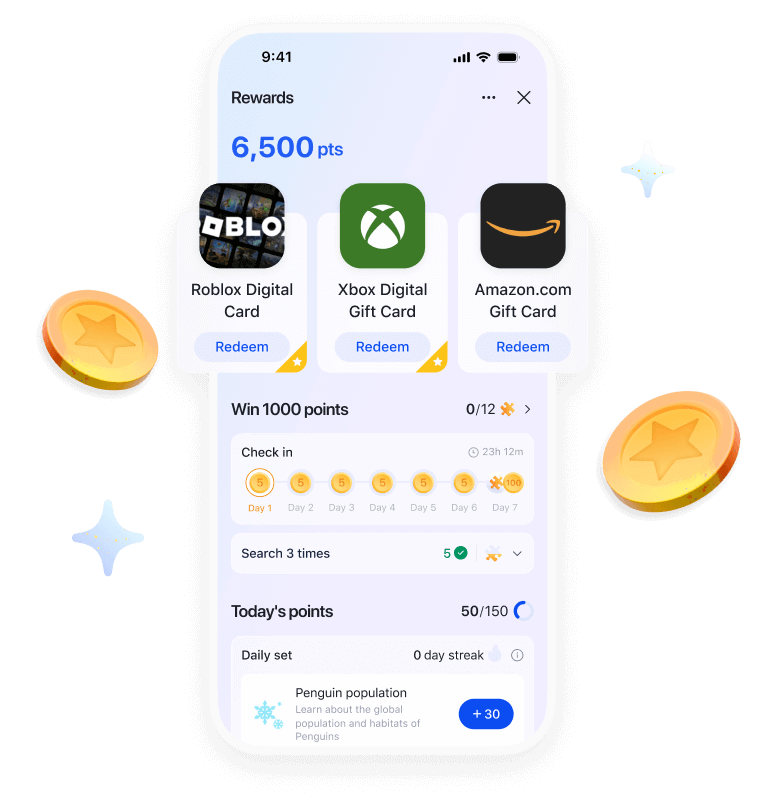 9:41
Rewards
6,500 pts
ROBLOX
Roblox Digital
Card
Redeem
Xbox Digital
Gift Card
Redeem
Amazon.com
Gift Card
Redeem
Win 1000 points
0/12
Check in
23h 12m
5 5 5 5 5 5 100
Day 1 Day 2 Day 3 Day 4 Day 5 Day 6 Day 7
Search 3 times
5
Today's points
50/150
Daily set
0 day streak
Penguin population
Learn about the global
population and habitats of
Penguins
+ 30